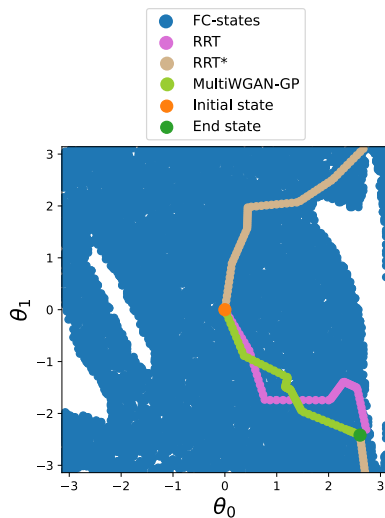 FC-states
RRT
RRT*
MultiWGAN-GP
Initial state
End state
3
2
1
0
−1
−2
−3
θ₁
−3 −2 −1 0 1 2 3
θ₀